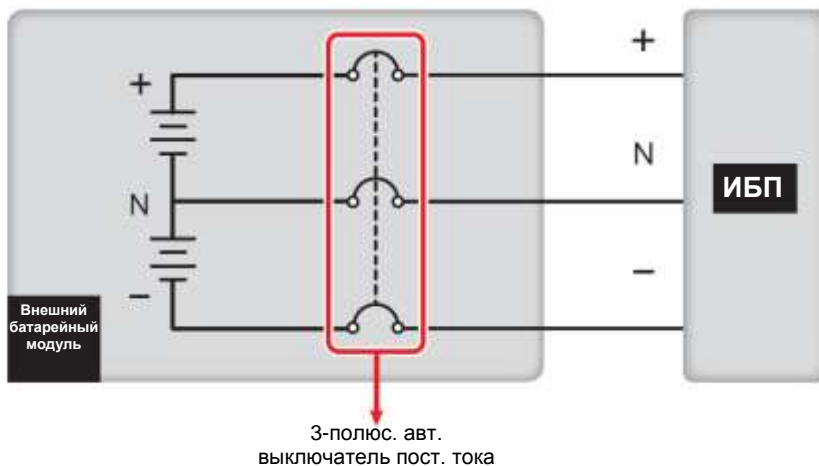 +
+
N
N
ИБП
−
−
Внешний
батарейный
модуль
3-полюс. авт.
выключатель пост. тока